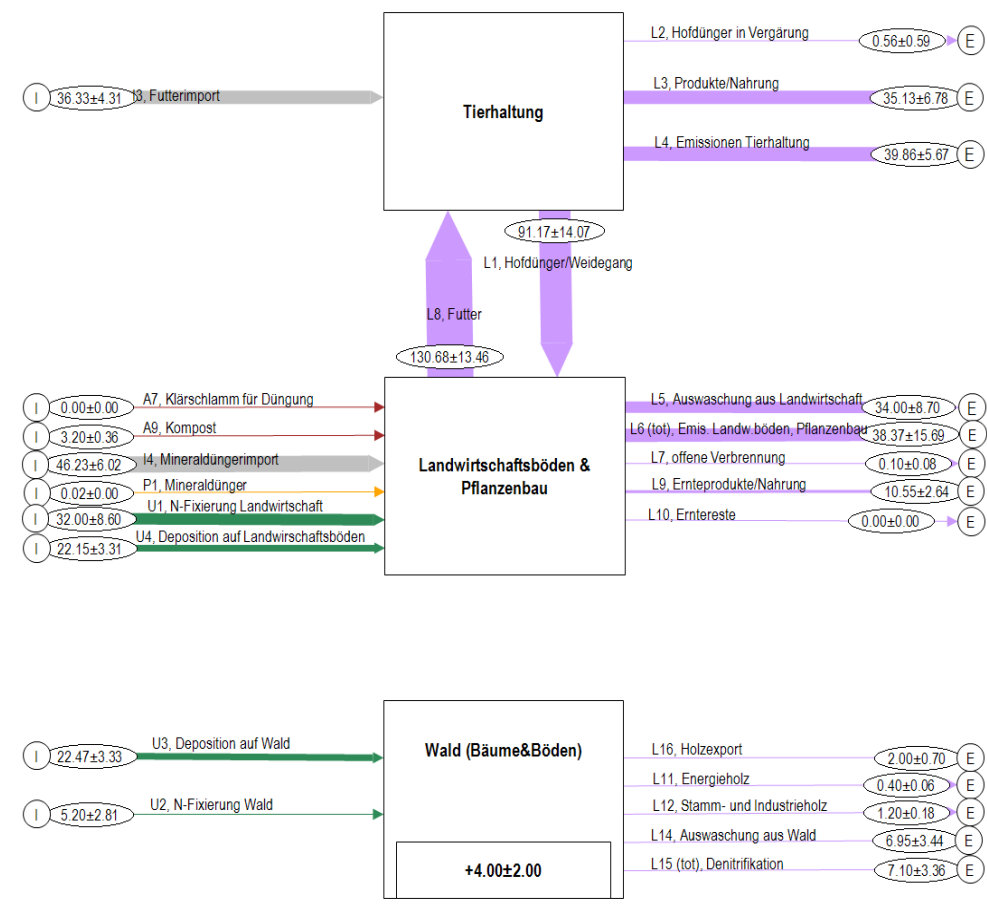 L2, Hofdünger in Vergärung
0.56±0.59
E
I
36.33±4.31
I3, Futterimport
Tierhaltung
L3, Produkte/Nahrung
35.13±6.78
E
L4, Emissionen Tierhaltung
39.86±5.67
E
91.17±14.07
L1, Hofdünger/Weidegang
L8, Futter
130.68±13.46
I
0.00±0.00
A7, Klärschlamm für Düngung
I
3.20±0.36
A9, Kompost
I
46.23±6.02
I4, Mineraldüngerimport
I
0.02±0.00
P1, Mineraldünger
I
32.00±8.60
U1, N-Fixierung Landwirtschaft
I
22.15±3.31
U4, Deposition auf Landwirschaftsböden
Landwirtschaftsböden &
Pflanzenbau
L5, Auswaschung aus Landwirtschaft
34.00±8.70
E
L6 (tot), Emis. Landw.böden, Pflanzenbau
38.37±15.69
E
L7, offene Verbrennung
0.10±0.08
E
L9, Ernteprodukte/Nahrung
10.55±2.64
E
L10, Erntereste
0.00±0.00
E
I
22.47±3.33
U3, Deposition auf Wald
I
5.20±2.81
U2, N-Fixierung Wald
Wald (Bäume&Böden)
+4.00±2.00
L16, Holzexport
2.00±0.70
E
L11, Energieholz
0.40±0.06
E
L12, Stamm- und Industrieholz
1.20±0.18
E
L14, Auswaschung aus Wald
6.95±3.44
E
L15 (tot), Denitrifikation
7.10±3.36
E